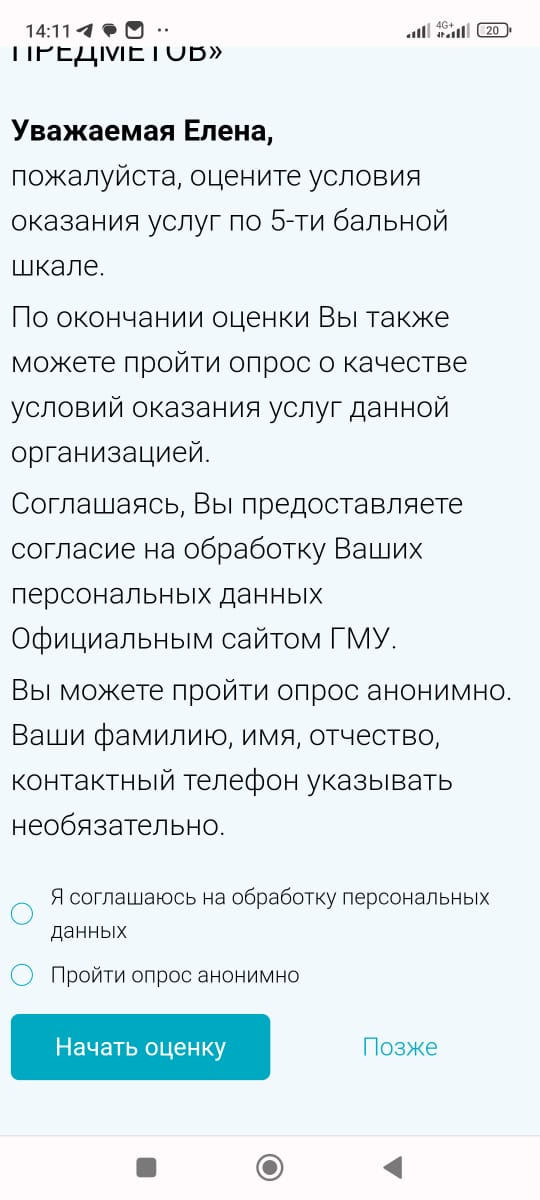 14:11
4G+
20
ПРЕДМЕТОВ»
Уважаемая Елена,
пожалуйста, оцените условия
оказания услуг по 5-ти бальной
шкале.
По окончании оценки Вы также
можете пройти опрос о качестве
условий оказания услуг данной
организацией.
Соглашаясь, Вы предоставляете
согласие на обработку Ваших
персональных данных
Официальным сайтом ГМУ.
Вы можете пройти опрос анонимно.
Ваши фамилию, имя, отчество,
контактный телефон указывать
необязательно.
Я соглашаюсь на обработку персональных
данных
Пройти опрос анонимно
Начать оценку
Позже